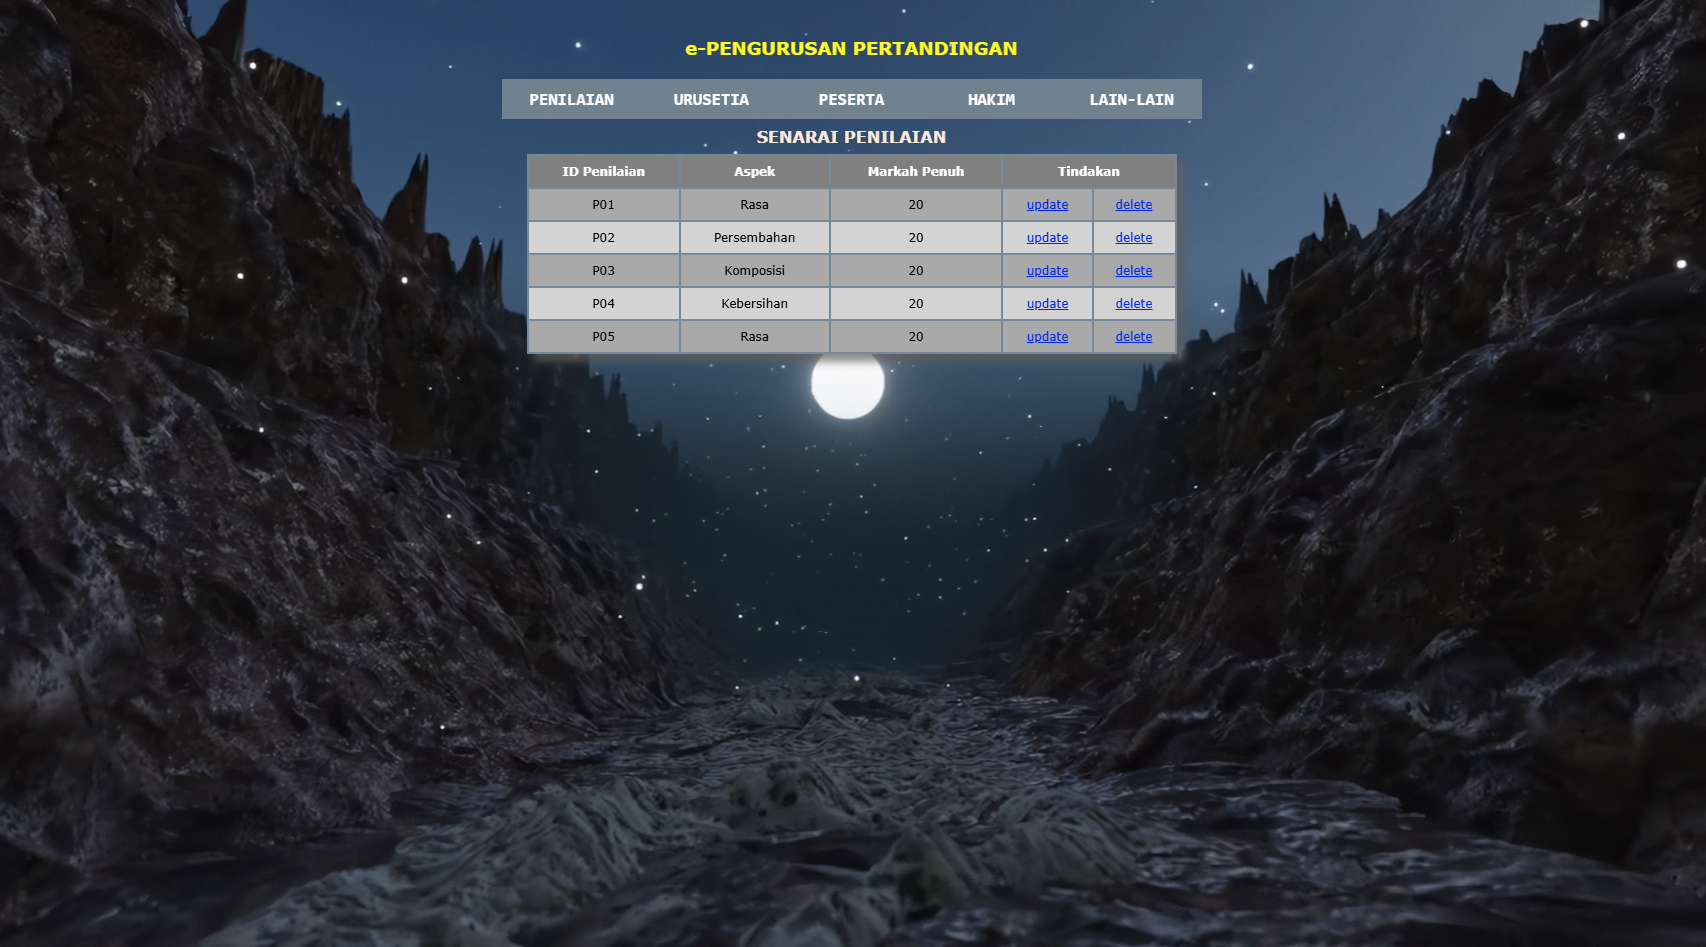 e-PENGURUSAN PERTANDINGAN
PENILAIAN URUSETIA PESERTA HAKIM LAIN-LAIN
SENARAI PENILAIAN
ID Penilaian Aspek Markah Penuh Tindakan
P01 Rasa 20 update delete
P02 Persembahan 20 update delete
P03 Komposisi 20 update delete
P04 Kebersihan 20 update delete
P05 Rasa 20 update delete